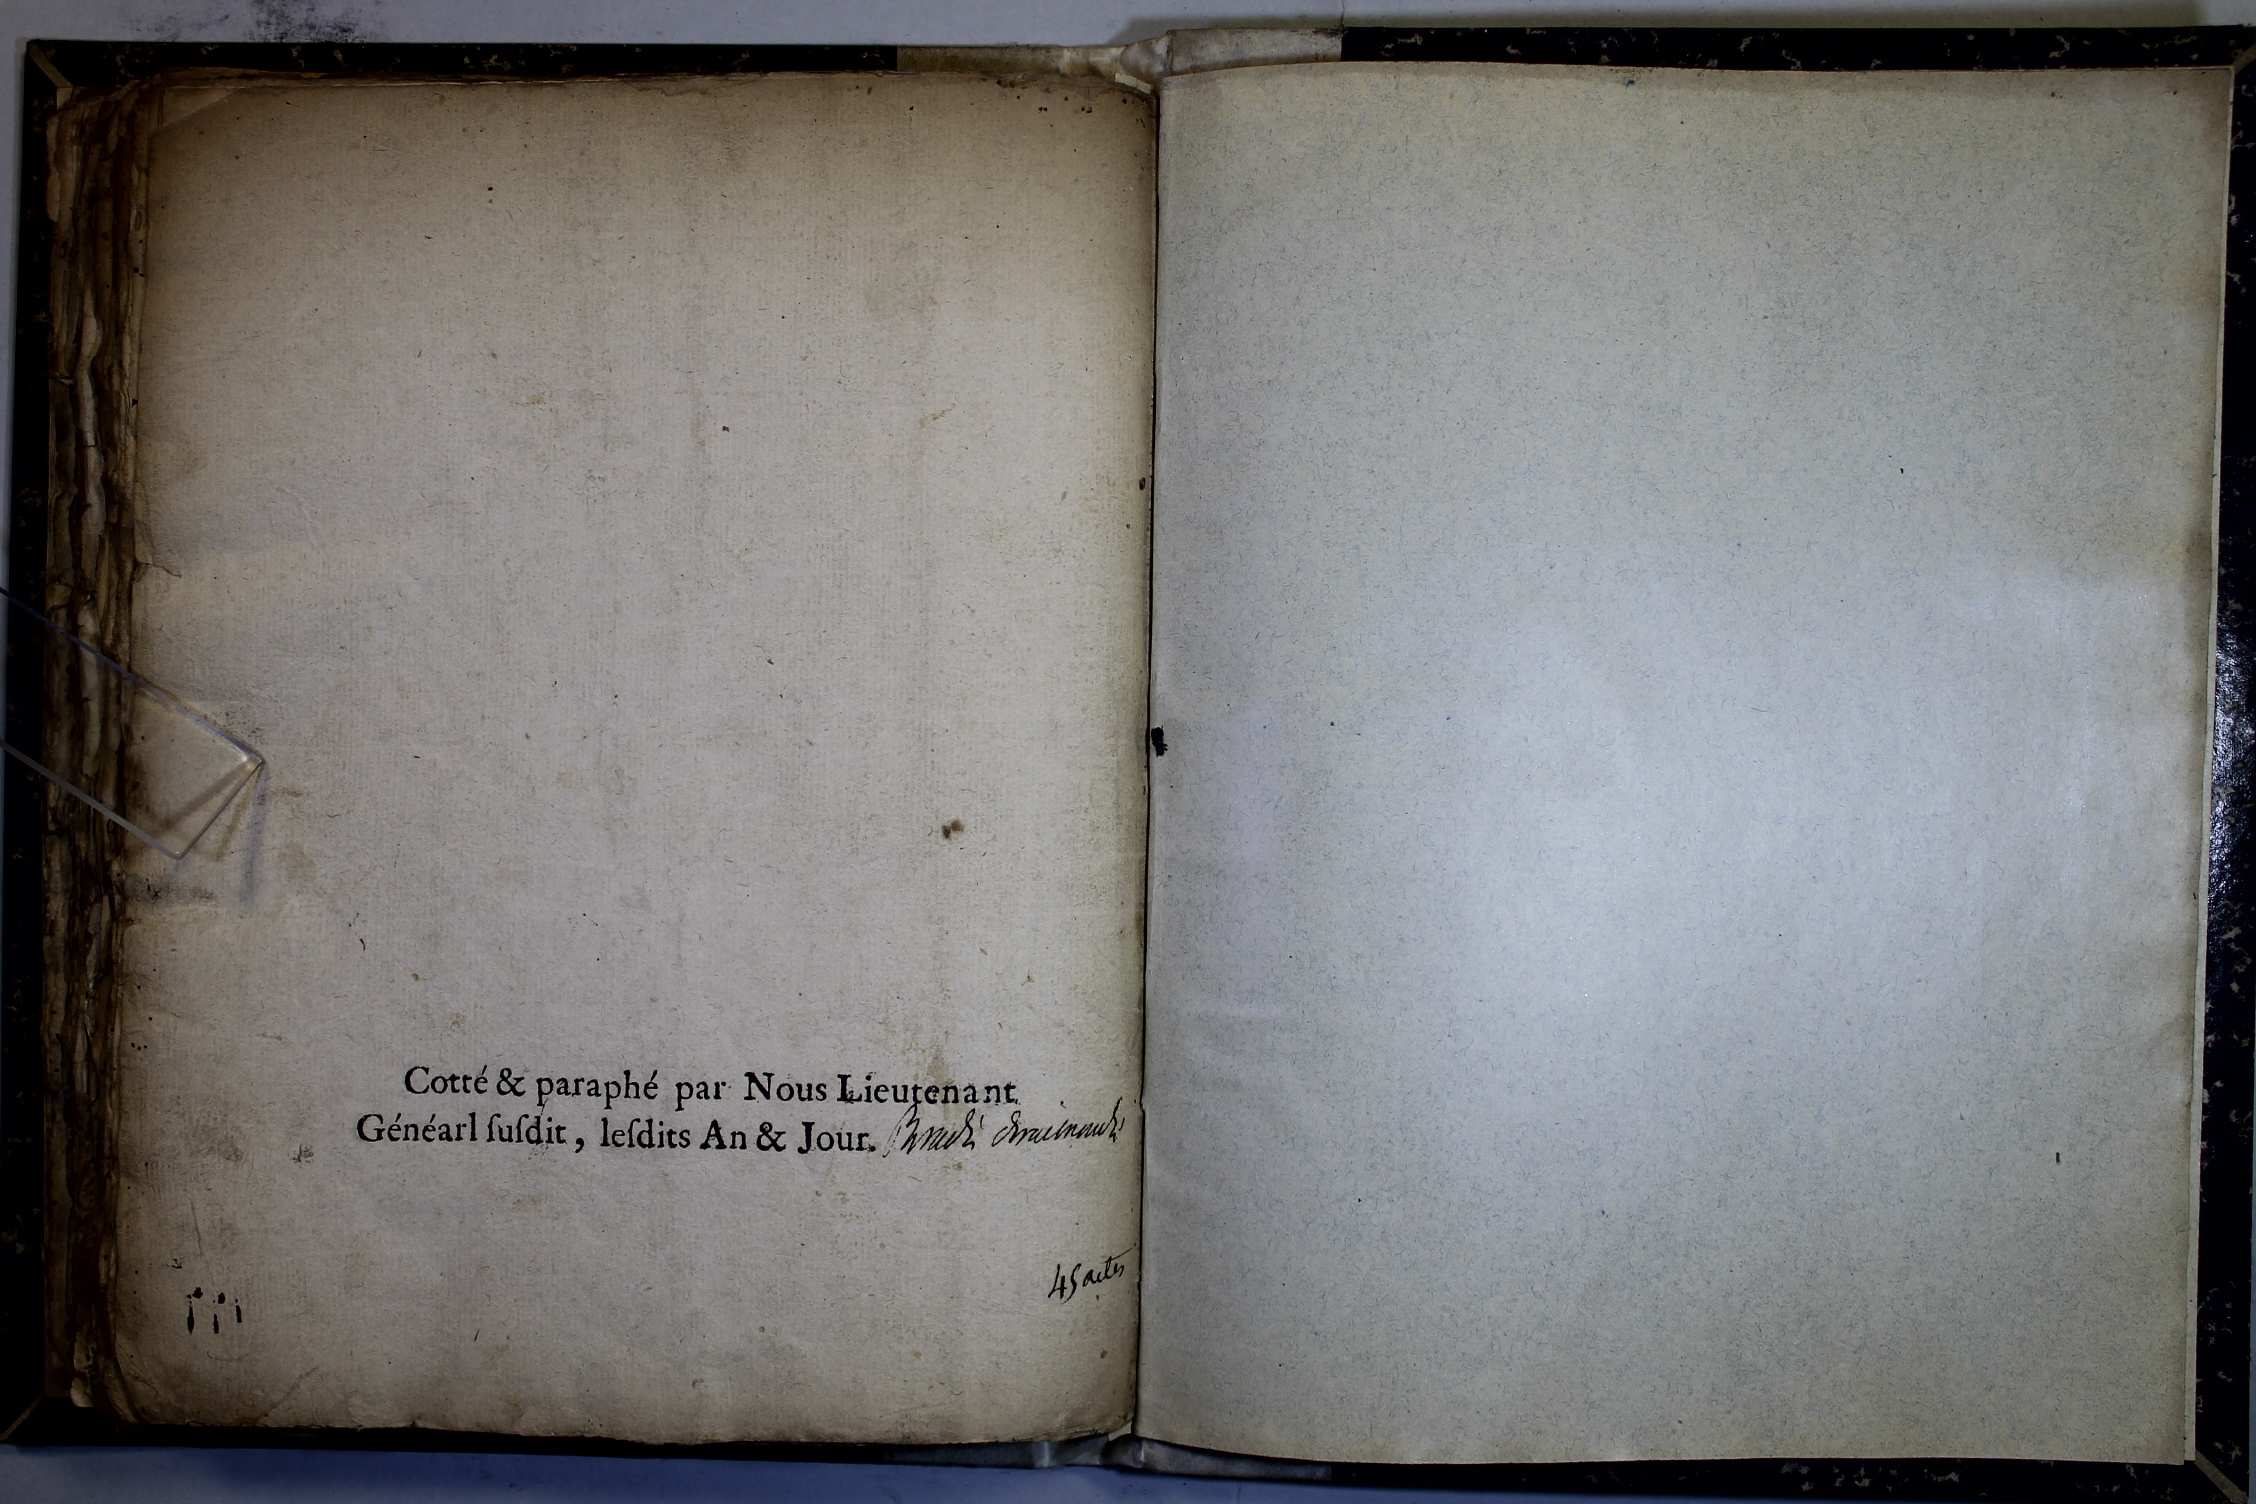 Cotté & paraphé par Nous Lieutenant
Généarl ſuſdit, leſdits An & Jour.
45 actes